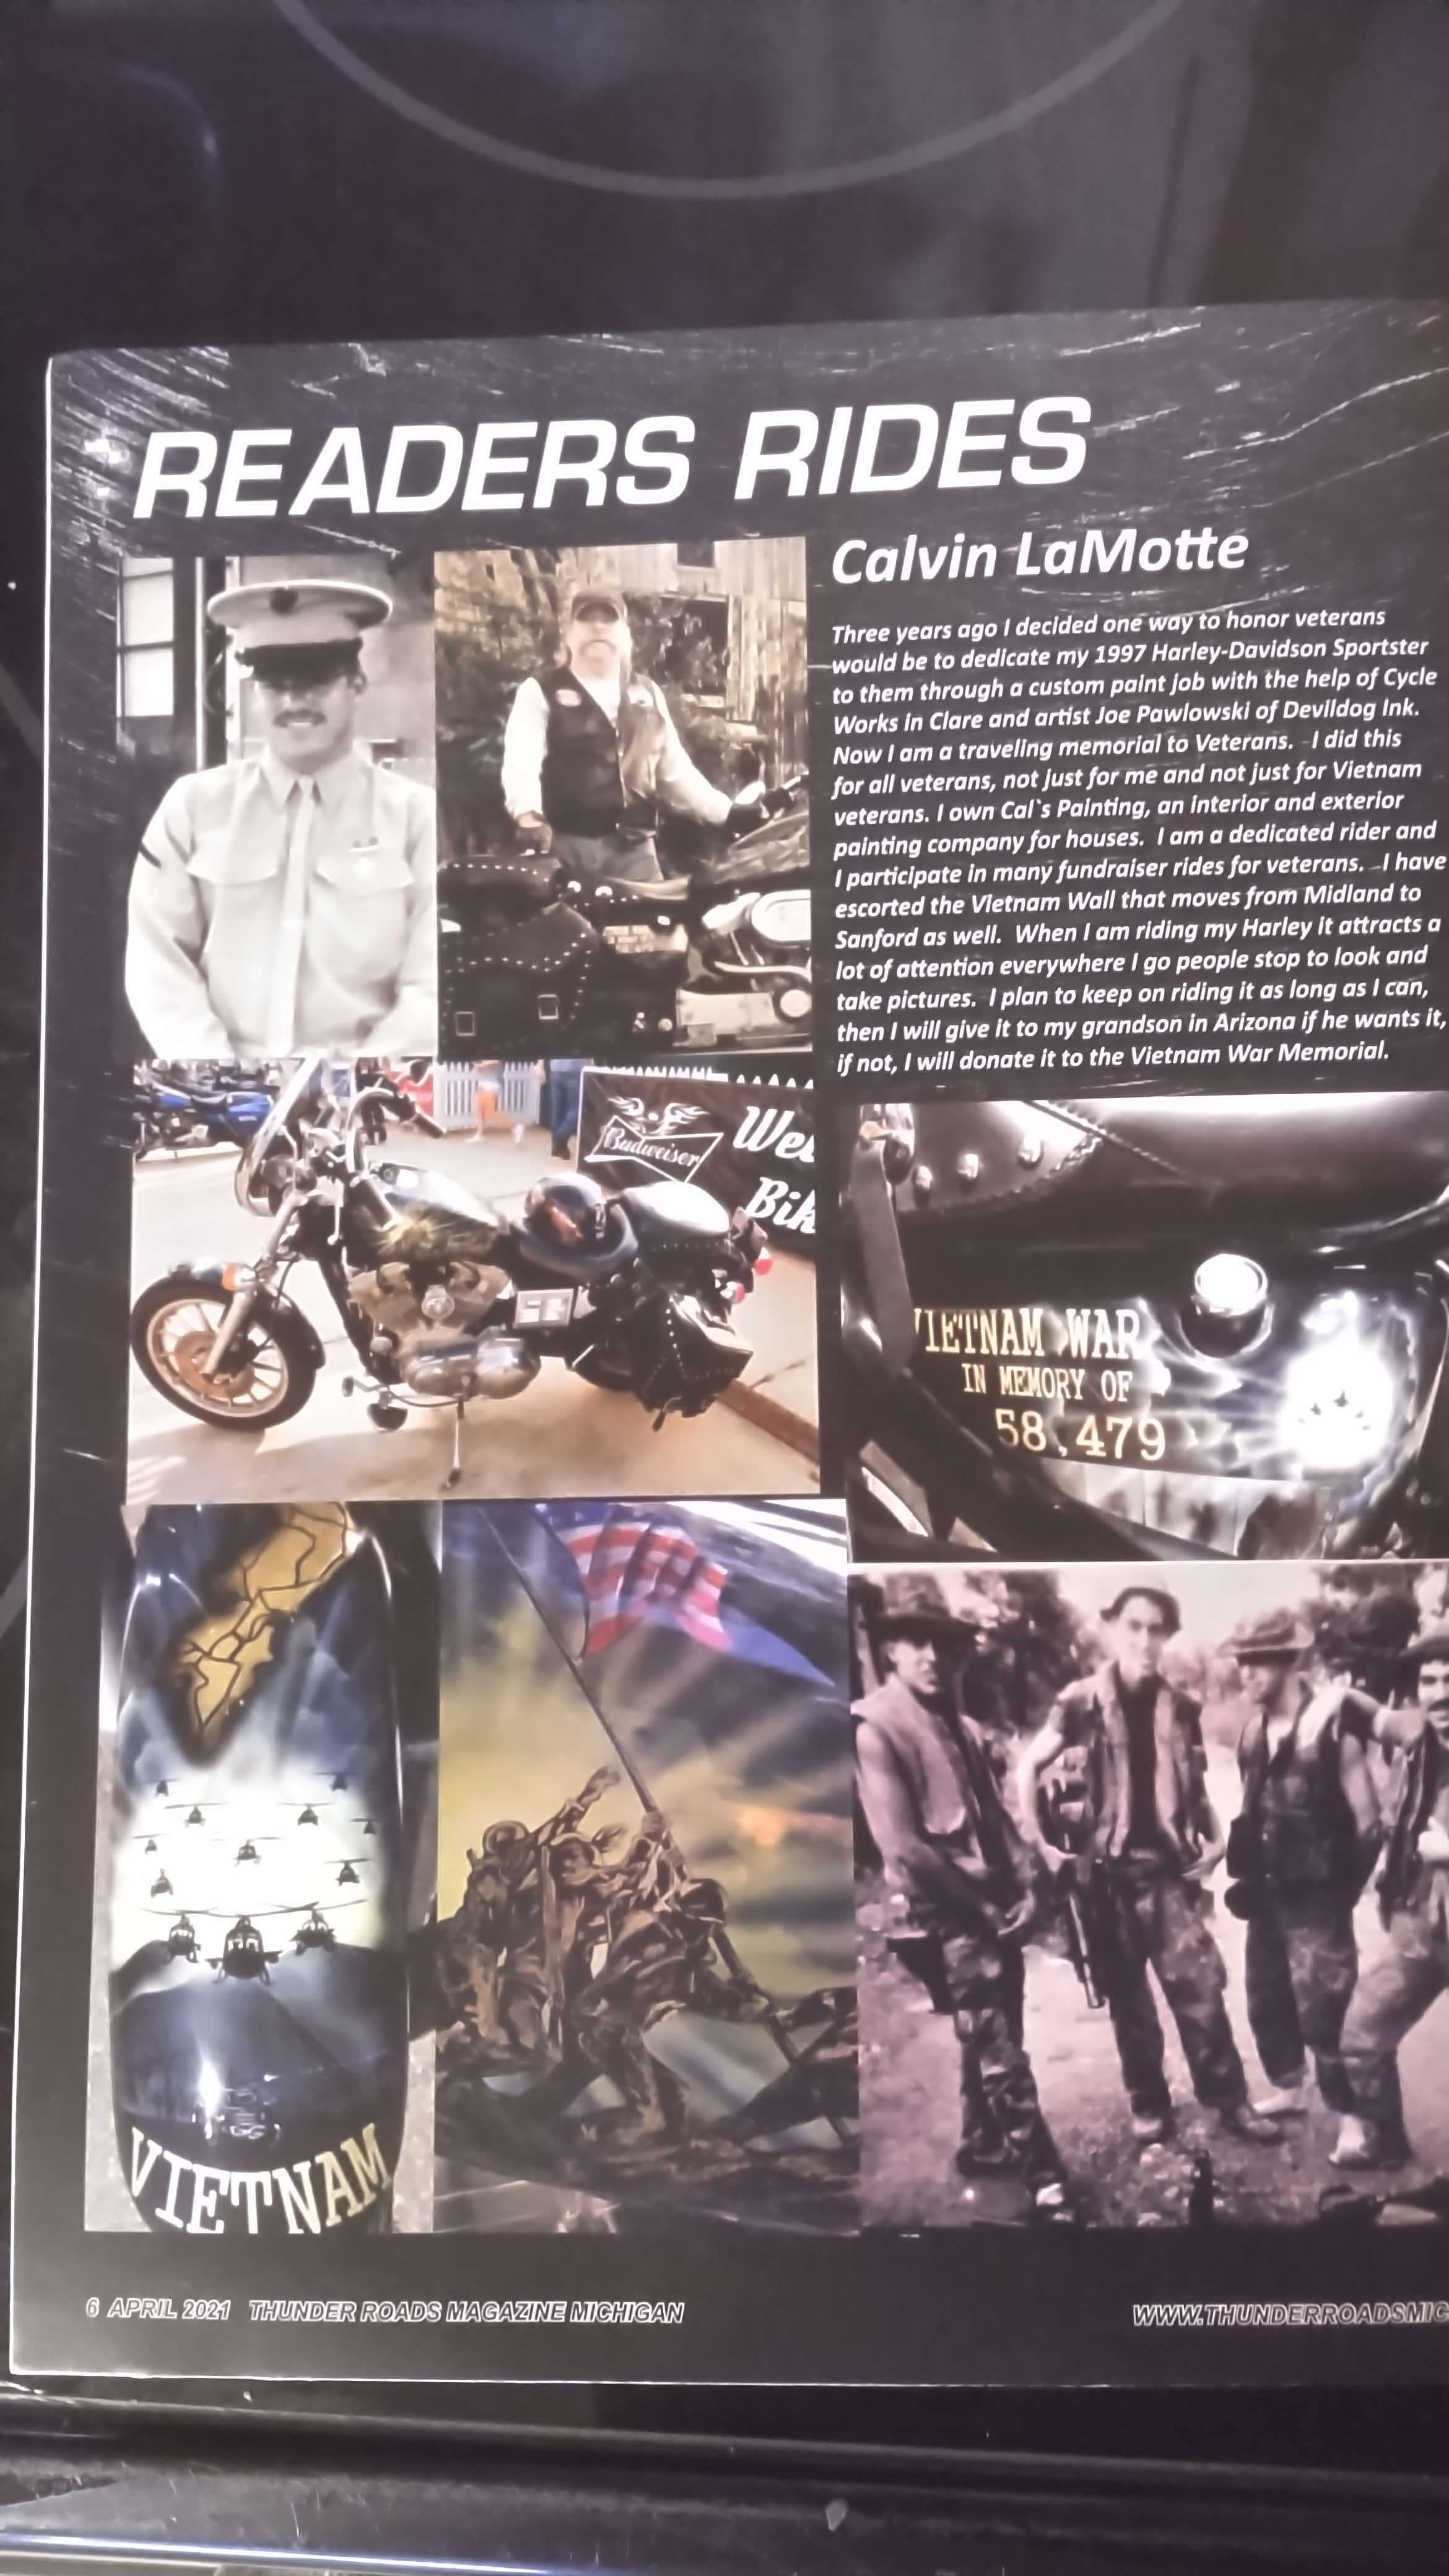 READERS RIDES
Calvin LaMotte
Three years ago I decided one way to honor veterans
would be to dedicate my 1997 Harley-Davidson Sportster
to them through a custom paint job with the help of Cycle
Works in Clare and artist Joe Pawlowski of Devildog Ink.
Now I am a traveling memorial to Veterans. I did this
for all veterans, not just for me and not just for Vietnam
veterans. I own Cal`s Painting, an interior and exterior
painting company for houses. I am a dedicated rider and
I participate in many fundraiser rides for veterans. I have
escorted the Vietnam Wall that moves from Midland to
Sanford as well. When I am riding my Harley it attracts a
lot of attention everywhere I go people stop to look and
take pictures. I plan to keep on riding it as long as I can,
then I will give it to my grandson in Arizona if he wants it,
if not, I will donate it to the Vietnam War Memorial.
Budweiser
Wel
Bik
VIETNAM WAR
IN MEMORY OF
58,479
VIETNAM
6 APRIL 2021 THUNDER ROADS MAGAZINE MICHIGAN
WWW.THUNDERROADSMIC